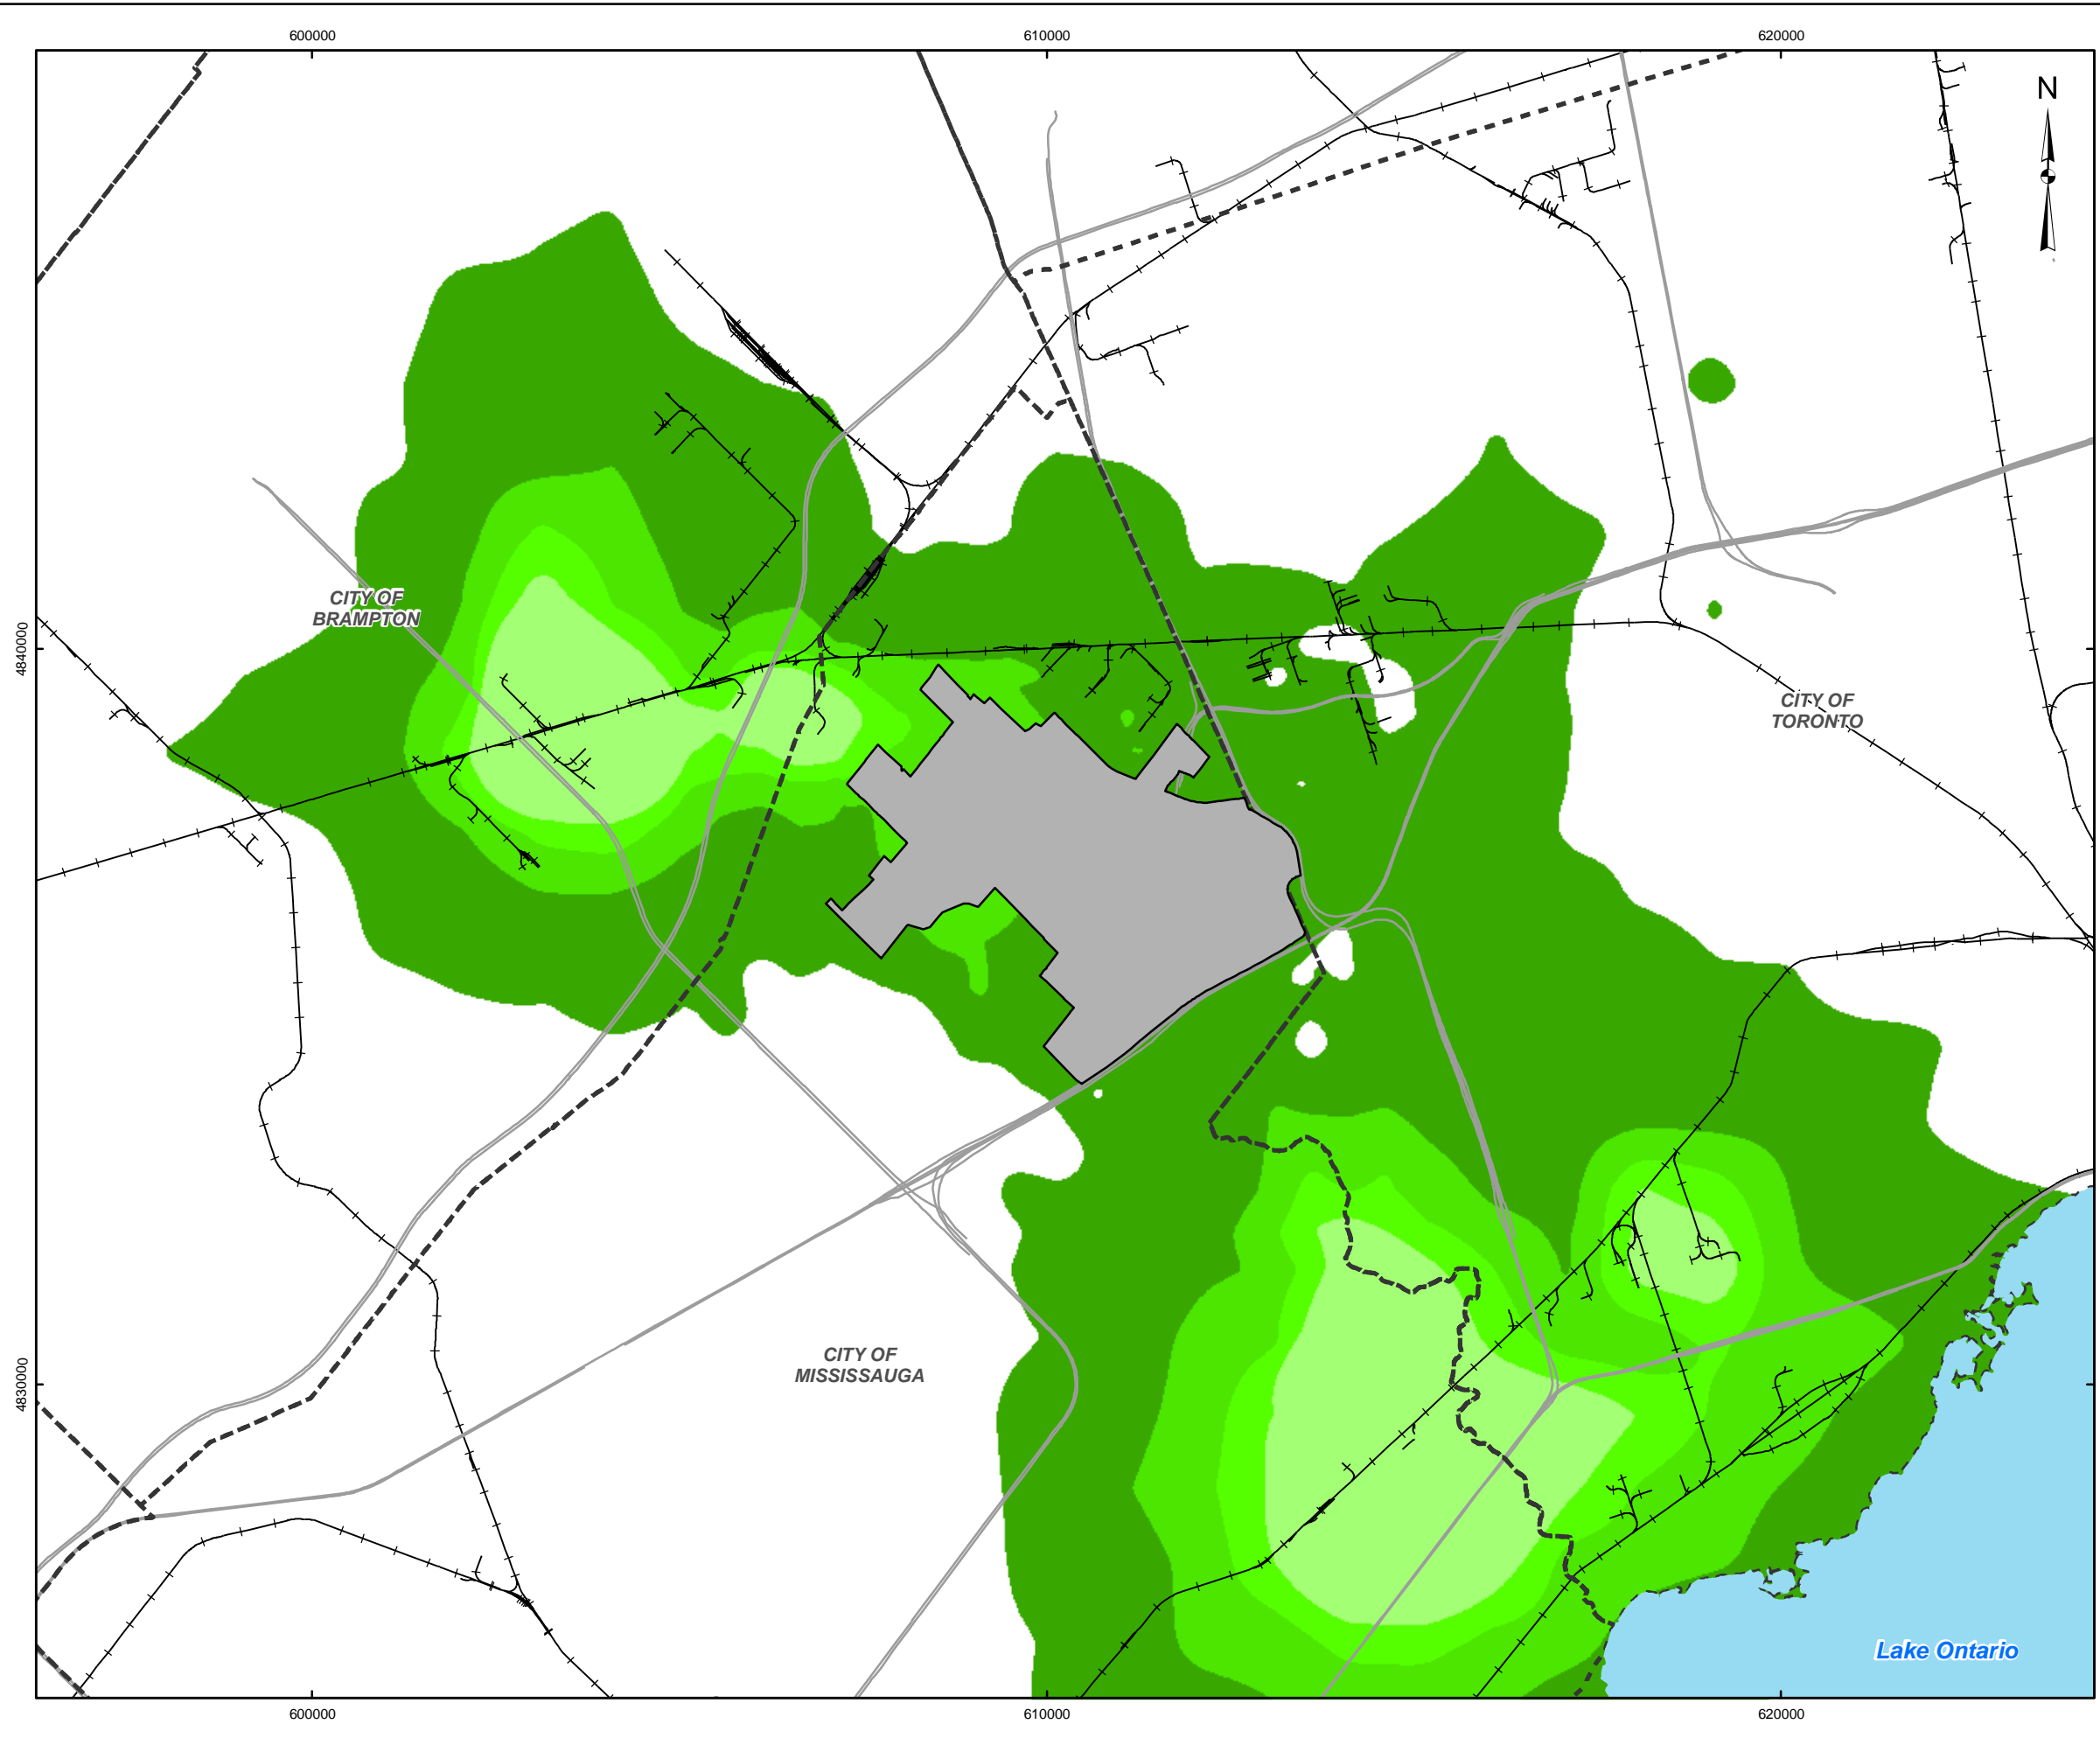 600000
610000
620000
N
CITY OF
BRAMPTON
4840000
CITY OF
TORONTO
CITY OF
MISSISSAUGA
4830000
Lake Ontario
600000
610000
620000